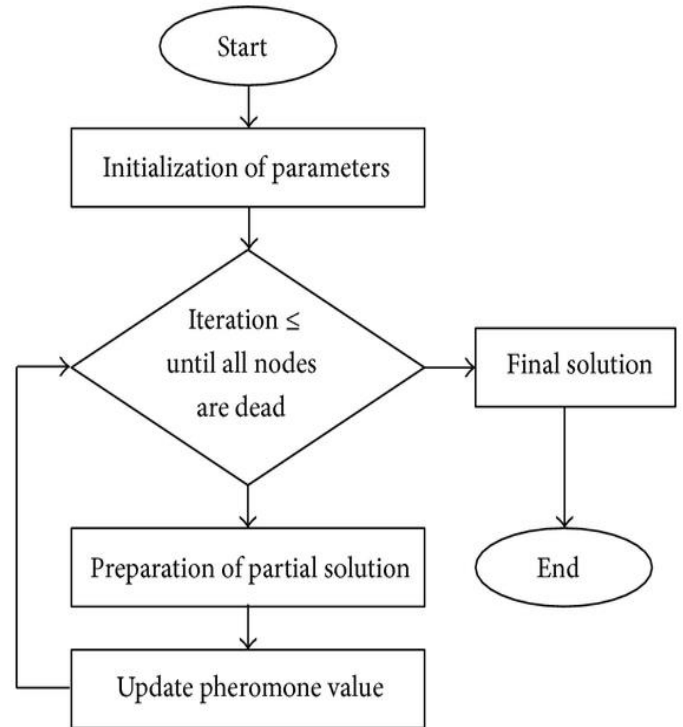 Start
Initialization of parameters
Iteration ≤
until all nodes
are dead
Final solution
Preparation of partial solution
End
Update pheromone value